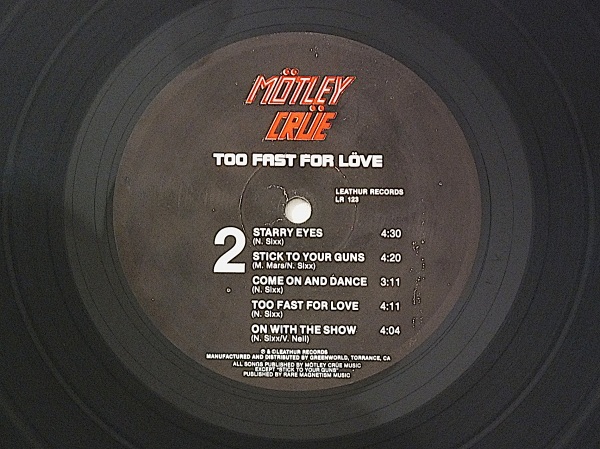 MÖTLEY
CRÜE
TOO FAST FOR LÖVE
LEATHUR RECORDS
LR 123
2
STARRY EYES 4:30
(N. Sixx)
STICK TO YOUR GUNS 4:20
(M. Mars/N. Sixx)
COME ON AND DANCE 3:11
(N. Sixx)
TOO FAST FOR LOVE 4:11
(N. Sixx)
ON WITH THE SHOW 4:04
(N. Sixx/V. Neil)
℗ & © LEATHUR RECORDS
MANUFACTURED AND DISTRIBUTED BY GREENWORLD, TORRANCE, CA
ALL SONGS PUBLISHED BY MÖTLEY CRÜE MUSIC
EXCEPT "STICK TO YOUR GUNS"
PUBLISHED BY RARE MAGNETISM MUSIC